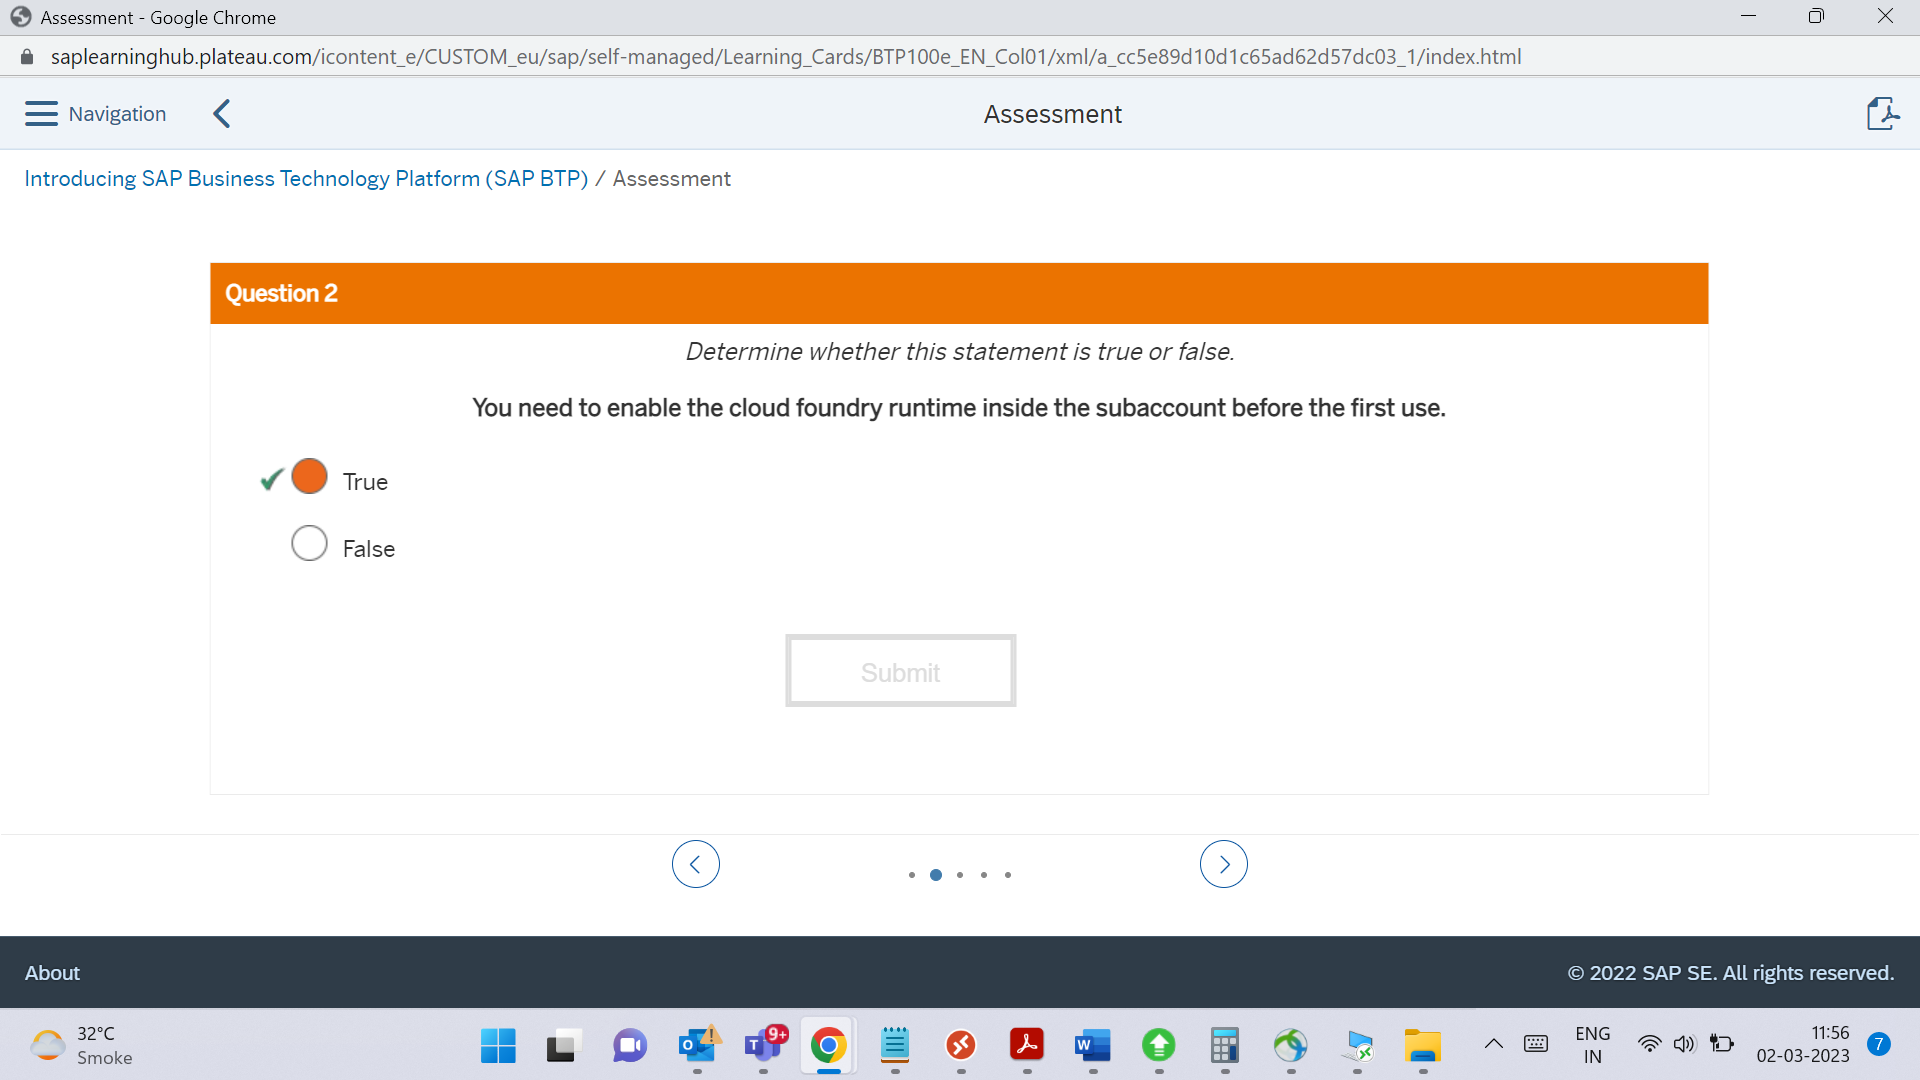 Assessment - Google Chrome
saplearninghub.plateau.com/icontent_e/CUSTOM_eu/sap/self-managed/Learning_Cards/BTP100e_EN_Col01/xml/a_cc5e89d10d1c65ad62d57dc03_1/index.html
Navigation
Assessment
Introducing SAP Business Technology Platform (SAP BTP) / Assessment
Question 2
Determine whether this statement is true or false.
You need to enable the cloud foundry runtime inside the subaccount before the first use.
True
False
Submit
About
© 2022 SAP SE. All rights reserved.
32°C
Smoke
9+
ENG
IN
11:56
02-03-2023
7